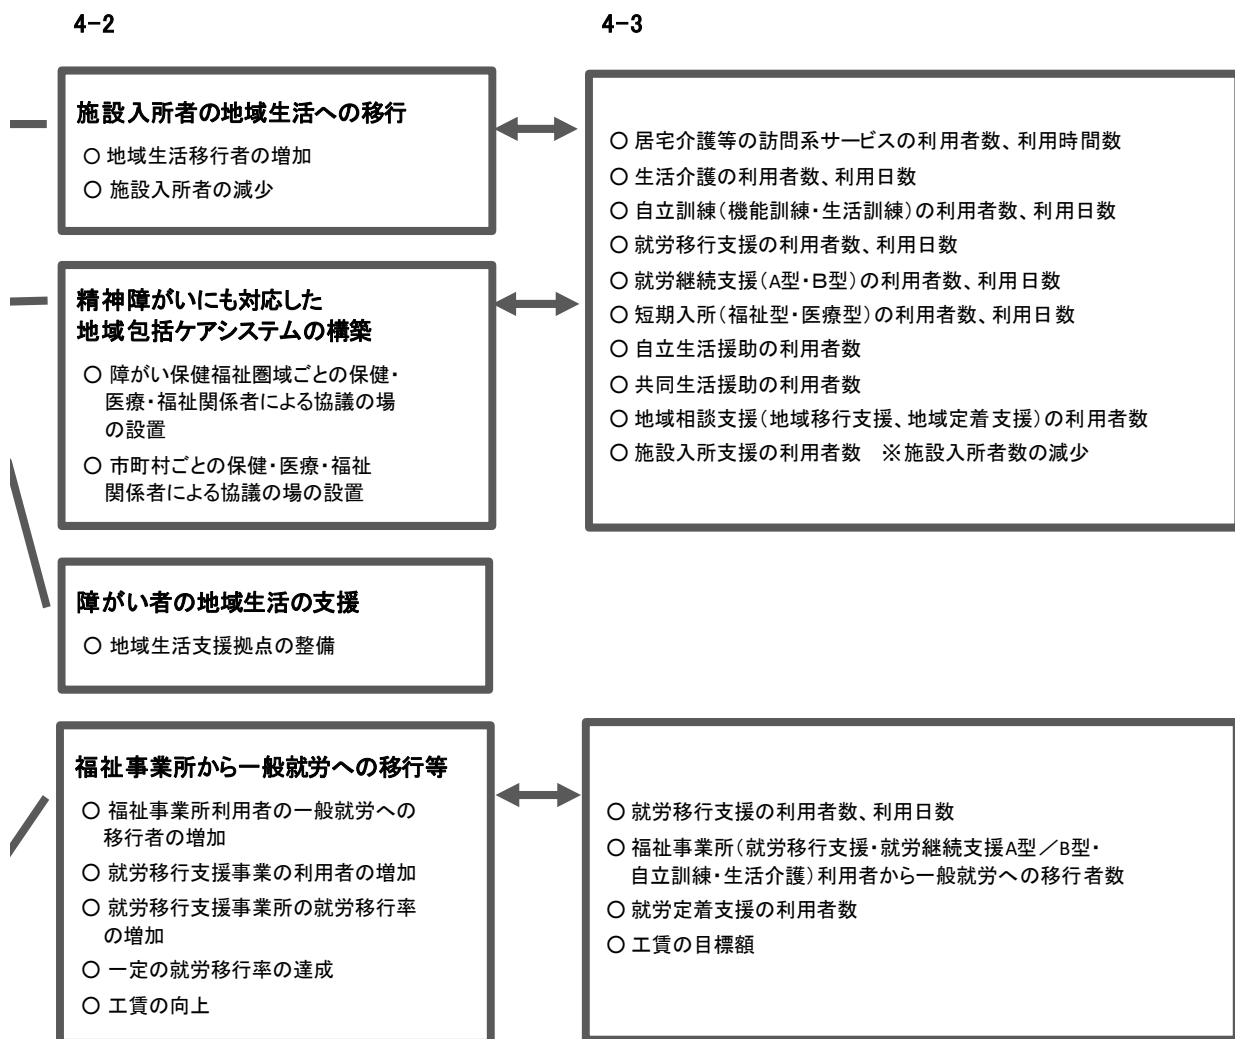 4-2
4-3
施設入所者の地域生活への移行
○ 地域生活移行者の増加
○ 施設入所者の減少
精神障がいにも対応した
地域包括ケアシステムの構築
○ 障がい保健福祉圏域ごとの保健・
医療・福祉関係者による協議の場
の設置
○ 市町村ごとの保健・医療・福祉
関係者による協議の場の設置
○ 居宅介護等の訪問系サービスの利用者数、利用時間数
○ 生活介護の利用者数、利用日数
○ 自立訓練（機能訓練・生活訓練）の利用者数、利用日数
○ 就労移行支援の利用者数、利用日数
○ 就労継続支援（A型・B型）の利用者数、利用日数
○ 短期入所（福祉型・医療型）の利用者数、利用日数
○ 自立生活援助の利用者数
○ 共同生活援助の利用者数
○ 地域相談支援（地域移行支援、地域定着支援）の利用者数
○ 施設入所支援の利用者数　※施設入所者数の減少
障がい者の地域生活の支援
○ 地域生活支援拠点の整備
福祉事業所から一般就労への移行等
○ 福祉事業所利用者の一般就労への
移行者の増加
○ 就労移行支援事業の利用者の増加
○ 就労移行支援事業所の就労移行率
の増加
○ 一定の就労移行率の達成
○ 工賃の向上
○ 就労移行支援の利用者数、利用日数
○ 福祉事業所（就労移行支援・就労継続支援A型／B型・
自立訓練・生活介護）利用者から一般就労への移行者数
○ 就労定着支援の利用者数
○ 工賃の目標額